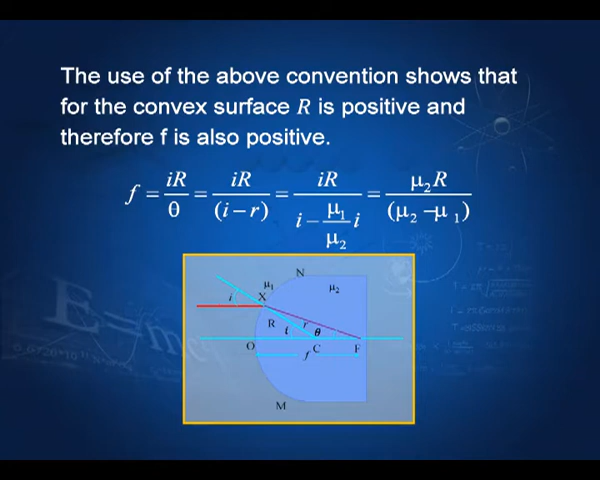 The use of the above convention shows that
for the convex surface R is positive and
therefore f is also positive.
f = iR/θ = iR/(i – r) = iR/(i – (μ₁/μ₂) i) = μ₂R/(μ₂ – μ₁)
N
μ₁ μ₂
i X
R i r θ
O C F
f
M
E=mc²